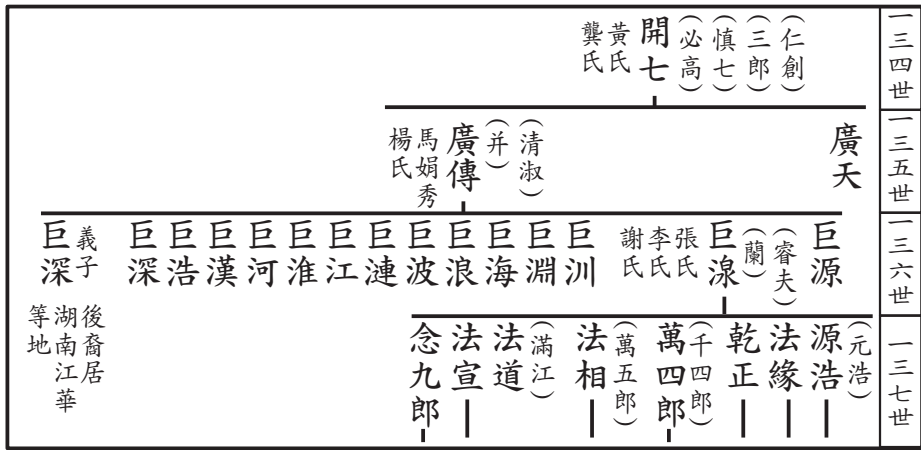 一三四世
（仁創）
（三郎）
（慎七）
（必高）
開七
黃氏
龔氏
一三五世
廣天
（清淑）
（并）
廣傳
馬娟秀
楊氏
一三六世
巨源
（睿夫）
（蘭）
巨湶
張氏
李氏
謝氏
巨汌
巨淵
巨海
巨浪
巨波
巨漣
巨江
巨淮
巨河
巨漢
巨浩
巨深
義子
巨深
後裔居
湖南江華
等地
一三七世
（元浩）
源浩
法緣
乾正
（千四郎）
萬四郎
（萬五郎）
法相
（滿江）
法道
法宣
念九郎